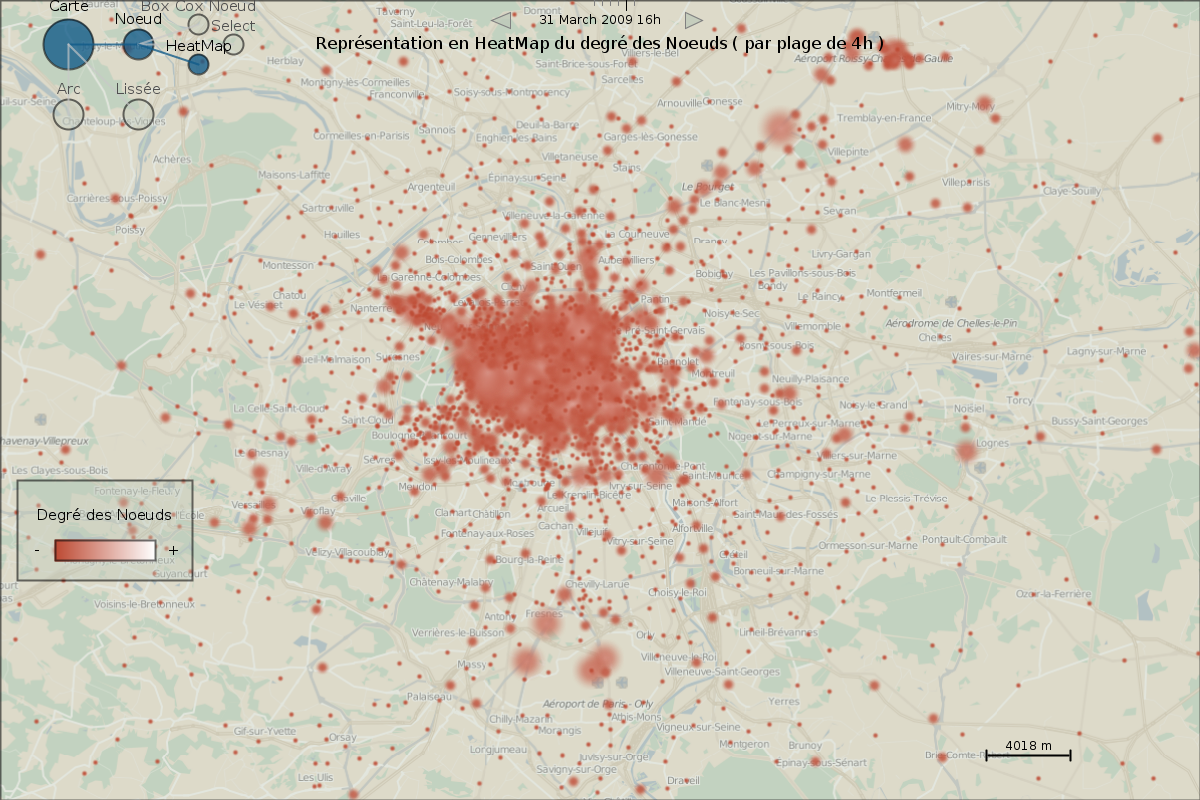 Carte
Noeud
Box Cox Noeud
Select
HeatMap
Arc
Lissée
31 March 2009 16h
Représentation en HeatMap du degré des Noeuds ( par plage de 4h )
Taverny
Domont
Saint-Leu-la-Forêt
Herblay
Saint-Brice-sous-Forêt
Villiers-le-Bel
Sarcelles
Aéroport Roissy-Charles-de-Gaulle
Montigny-lès-Cormeilles
Franconville
Soisy-sous-Montmorency
Arnouville
Gonesse
Mitry-Mory
Tremblay-en-France
Chanteloup-les-Vignes
Cormeilles-en-Parisis
Sannois
Deuil-la-Barre
Enghien-les-Bains
Garges-lès-Gonesse
Villetaneuse
Villepinte
Achères
Maisons-Laffitte
Épinay-sur-Seine
Stains
Argenteuil
Le Bourget
Le Blanc-Mesnil
Villeparisis
Claye-Souilly
Carrières-sous-Poissy
Sartrouville
Villeneuve-la-Garenne
Sevran
Poissy
Houilles
Colombes
Gennevilliers
La Courneuve
Drancy
Livry-Gargan
Montesson
Bois-Colombes
Saint-Ouen
Aubervilliers
Bobigny
Les Pavillons-sous-Bois
La Garenne-Colombes
Bondy
Chatou
Le Vésinet
Nanterre
Pantin
Le Raincy
Montfermeil
Noisy-le-Sec
Pré-Saint-Gervais
Villemomble
Aérodrome de Chelles-le-Pin
Chelles
Rosny-sous-Bois
Rueil-Malmaison
Suresnes
Bagnolet
Montreuil
Neuilly-Plaisance
Vaires-sur-Marne
Lagny-sur-Marne
La Celle-Saint-Cloud
Saint-Cloud
Fontenay-sous-Bois
Noisy-le-Grand
Noisiel
Torcy
Bussy-Saint-Georges
Saint-Mandé
Le Perreux-sur-Marne
Nogent-sur-Marne
Lognes
Chavenay-Villepreux
Boulogne-Billancourt
Le Chesnay
Sèvres
Issy-les-Moulineaux
Villiers-sur-Marne
Les Clayes-sous-Bois
Ville-d'Avray
Charenton-le-Pont
Saint-Maurice
Champigny-sur-Marne
Meudon
Montrouge
Ivry-sur-Seine
Fontenay-le-Fleury
Versailles
Viroflay
Chaville
Le Kremlin-Bicêtre
Maisons-Alfort
Le Plessis Trévise
Degré des Noeuds
- +
Clamart
Châtillon
Arcueil
Saint-Maur-des-Fossés
Cachan
Villejuif
Alfortville
Fontenay-aux-Roses
Vitry-sur-Seine
Pontault-Combault
Ormesson-sur-Marne
Vélizy-Villacoublay
Bourg-la-Reine
Créteil
Guyancourt
Bonneuil-sur-Marne
Châtenay-Malabry
Chevilly-Larue
Choisy-le-Roi
Ozoir-la-Ferrière
Voisins-le-Bretonneux
Antony
Fresnes
Verrières-le-Buisson
Orly
Limeil-Brévannes
Massy
Villeneuve-le-Roi
Villeneuve-Saint-Georges
Palaiseau
Aéroport de Paris - Orly
Yerres
Chilly-Mazarin
Athis-Mons
Gif-sur-Yvette
Orsay
Morangis
Vigneux-sur-Seine
Montgeron
Brunoy
4018 m
Longjumeau
Juvisy-sur-Orge
Épinay-sous-Sénart
Savigny-sur-Orge
Les Ulis
Draveil